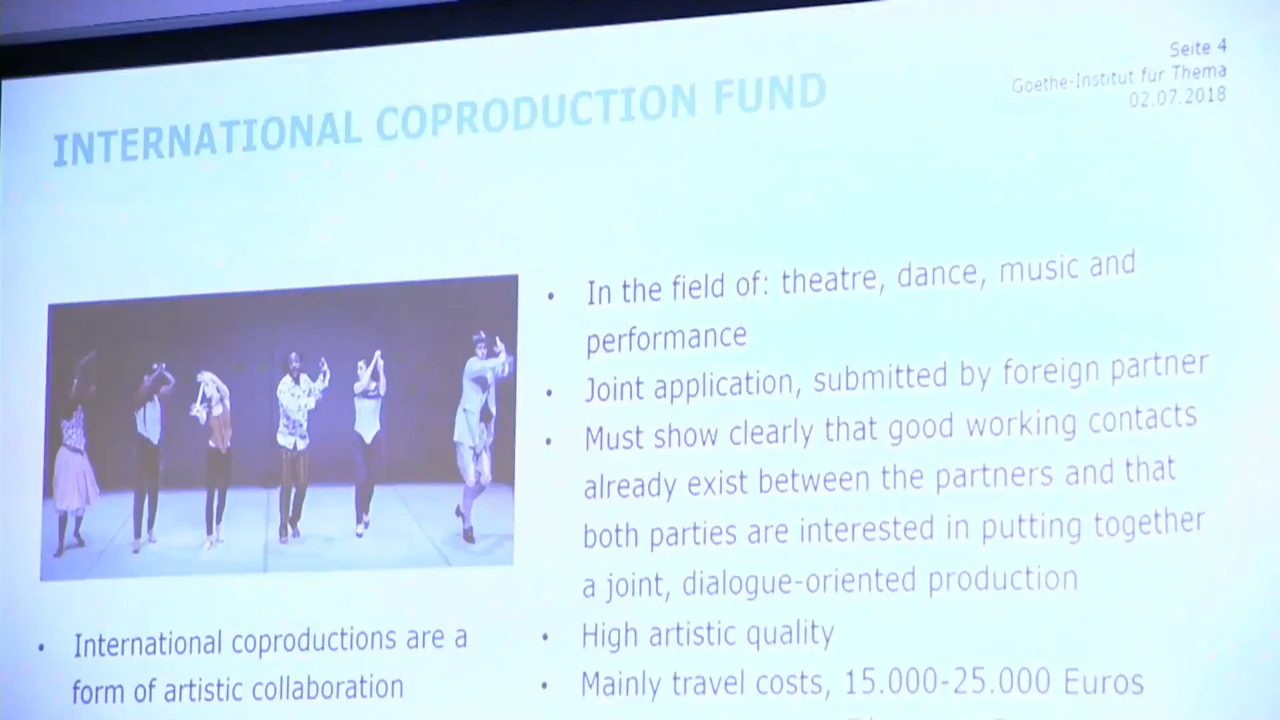 Seite 4
Goethe-Institut für Thema
02.07.2018
INTERNATIONAL COPRODUCTION FUND
• International coproductions are a
form of artistic collaboration
• In the field of: theatre, dance, music and
performance
• Joint application, submitted by foreign partner
• Must show clearly that good working contacts
already exist between the partners and that
both parties are interested in putting together
a joint, dialogue-oriented production
• High artistic quality
• Mainly travel costs, 15.000-25.000 Euros